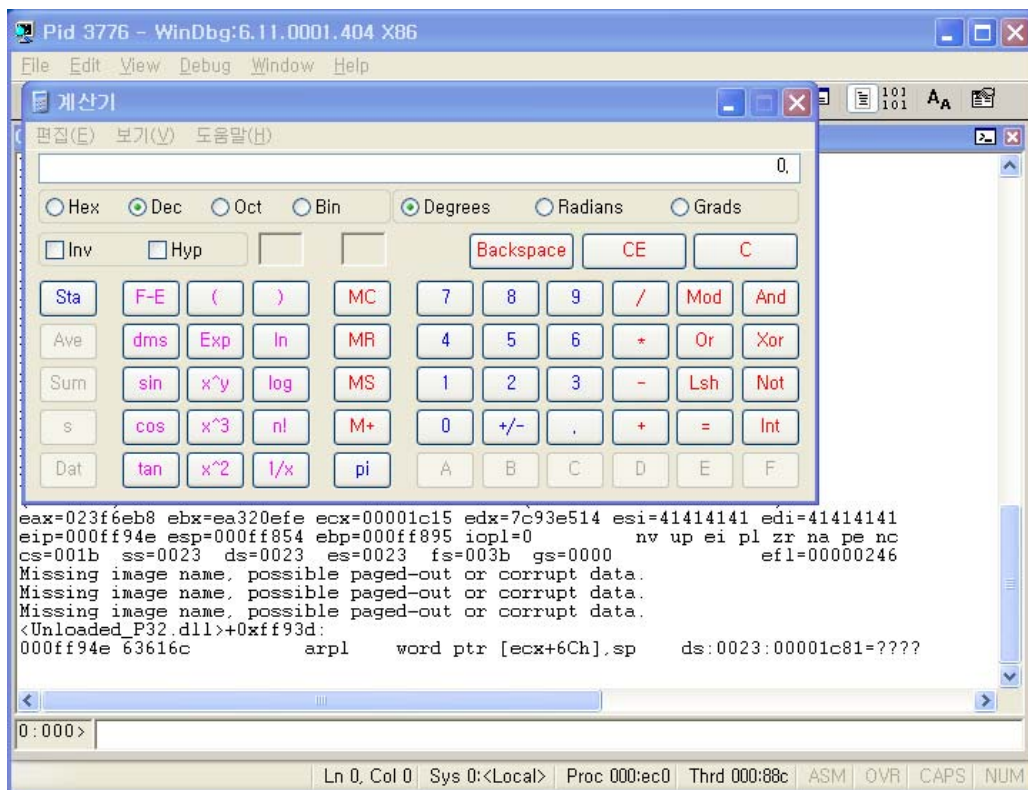 Pid 3776 - WinDbg:6.11.0001.404 X86
File Edit View Debug Window Help
계산기
편집(E) 보기(V) 도움말(H)
0,
Hex Dec Oct Bin Degrees Radians Grads
Inv Hyp Backspace CE C
Sta F-E ( ) MC 7 8 9 / Mod And
Ave dms Exp ln MR 4 5 6 * Or Xor
Sum sin x^y log MS 1 2 3 - Lsh Not
s cos x^3 n! M+ 0 +/- , + = Int
Dat tan x^2 1/x pi A B C D E F
eax=023f6eb8 ebx=ea320efe ecx=00001c15 edx=7c93e514 esi=41414141 edi=41414141
eip=000ff94e esp=000ff854 ebp=000ff895 iopl=0 nv up ei pl zr na pe nc
cs=001b ss=0023 ds=0023 es=0023 fs=003b gs=0000 efl=00000246
Missing image name, possible paged-out or corrupt data.
Missing image name, possible paged-out or corrupt data.
Missing image name, possible paged-out or corrupt data.
<Unloaded_P32.dll>+0xff93d:
000ff94e 63616c arpl word ptr [ecx+6Ch],sp ds:0023:00001c81=????
0:000>
Ln 0, Col 0 Sys 0:<Local> Proc 000:ec0 Thrd 000:88c ASM OVR CAPS NUM